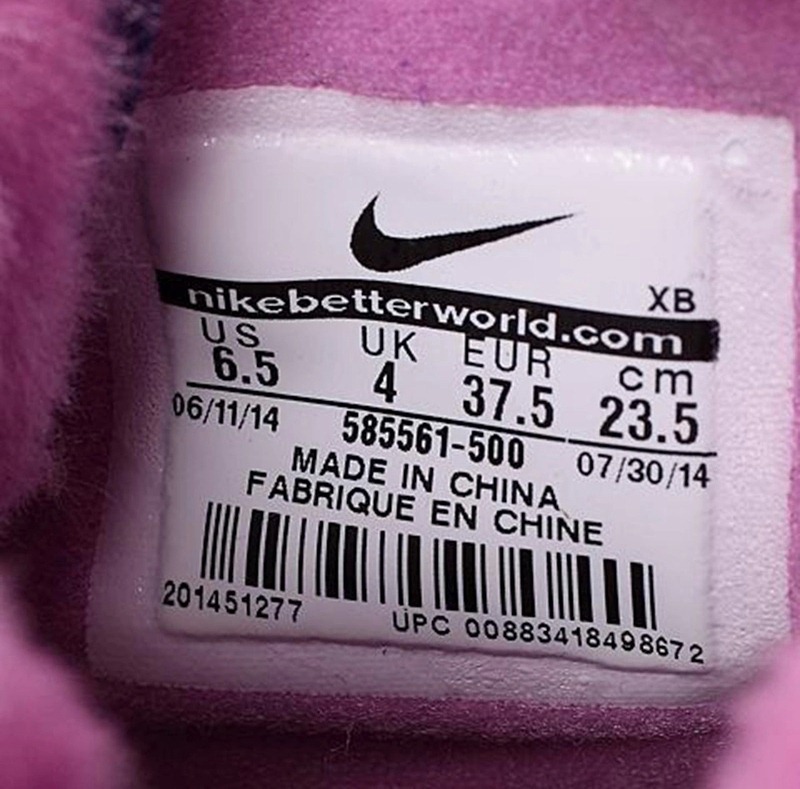 XB
nikebetterworld.com
US UK EUR cm
6.5 4 37.5 23.5
06/11/14 585561-500 07/30/14
MADE IN CHINA
FABRIQUE EN CHINE
201451277 UPC 00883418498672